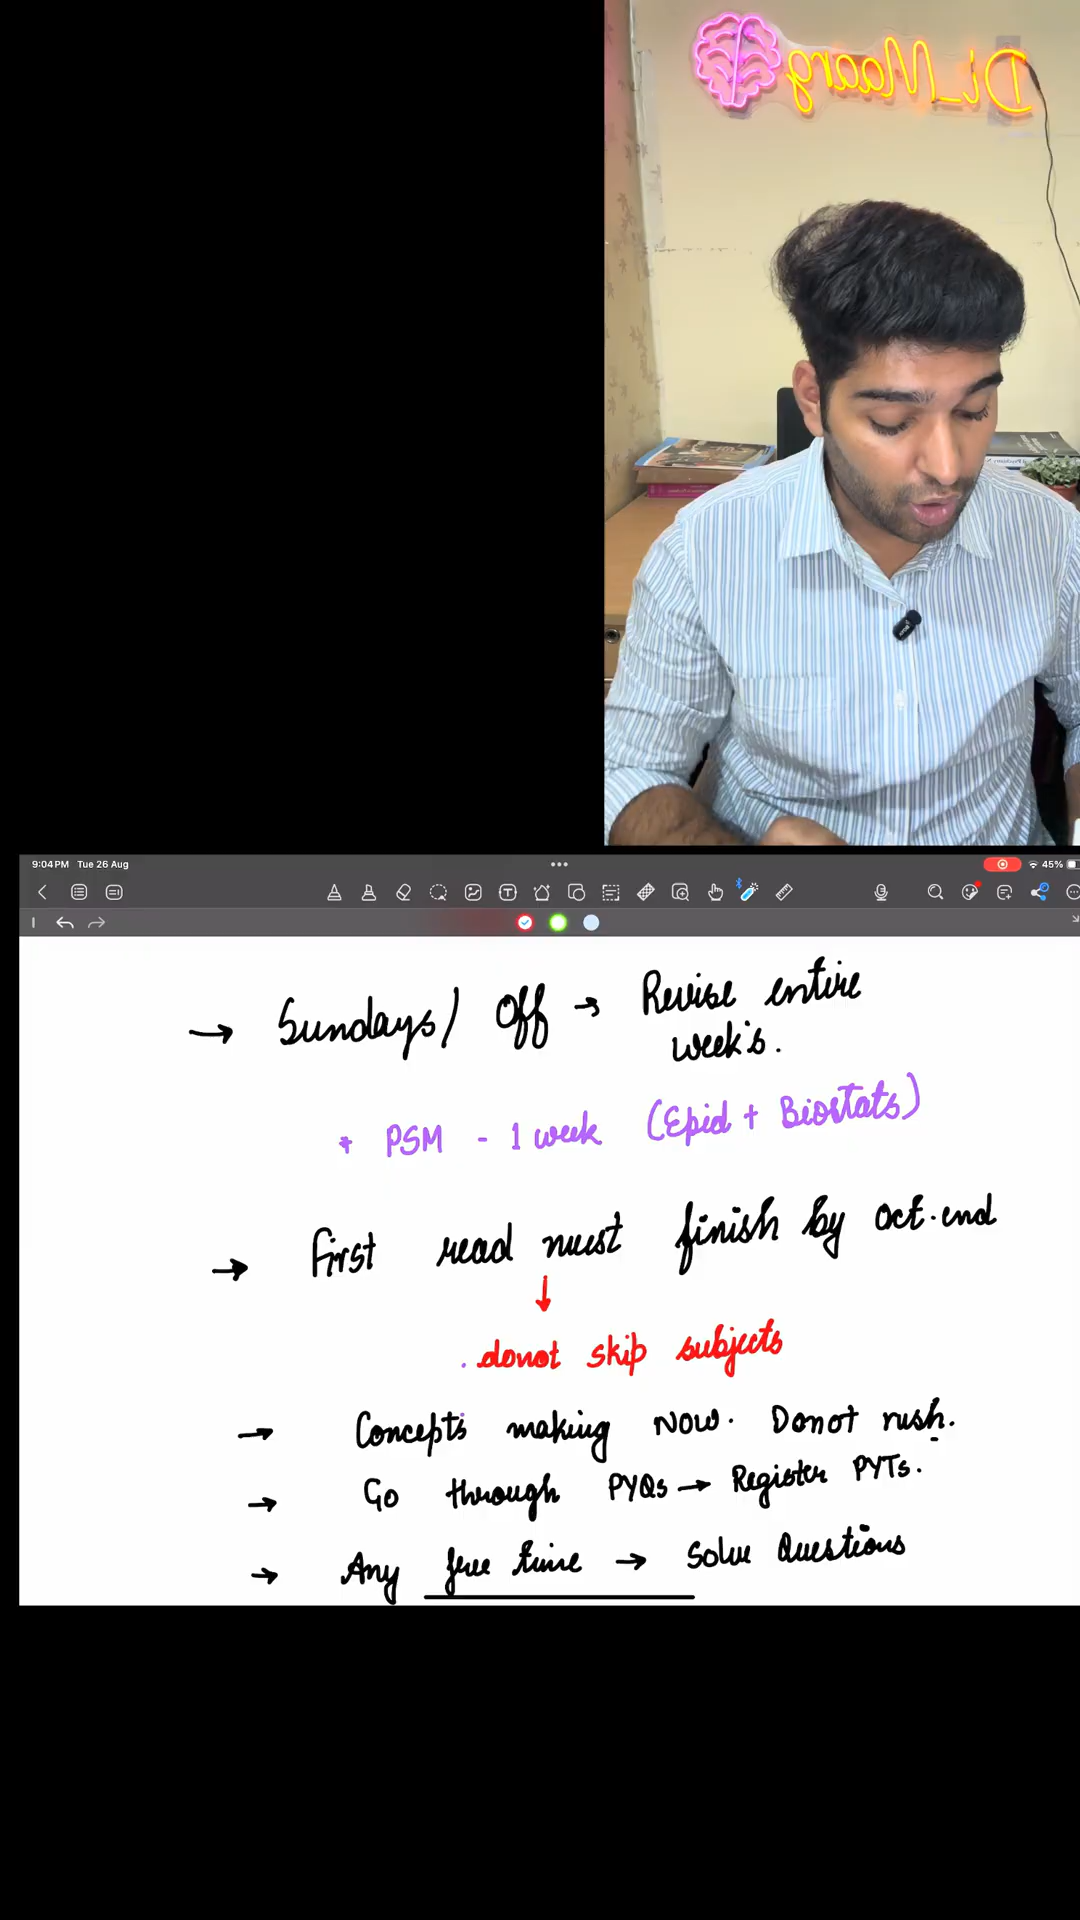 Di_Maarg
9:04 PM Tue 26 Aug
45%
→ Sundays/ Off → Revise entire
week's.
* PSM - 1 week (Epid + Biostats)
→ First read must finish by Oct. end
↓
donot skip subjects
→ Concepts making NOW. Donot rush.
→ Go through PYQs → Register PYTs.
→ Any free time → Solve Questions